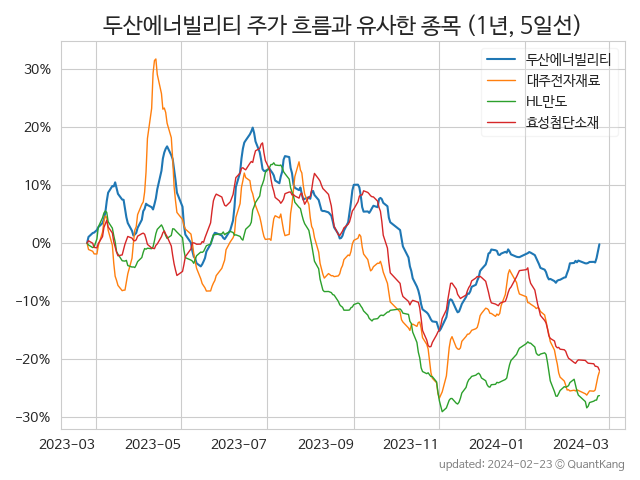 두산에너빌리티 주가 흐름과 유사한 종목 (1년, 5일선)
두산에너빌리티
대주전자재료
HL만도
효성첨단소재
30%
20%
10%
0%
−10%
−20%
−30%
2023-03 2023-05 2023-07 2023-09 2023-11 2024-01 2024-03
updated: 2024-02-23 © QuantKang